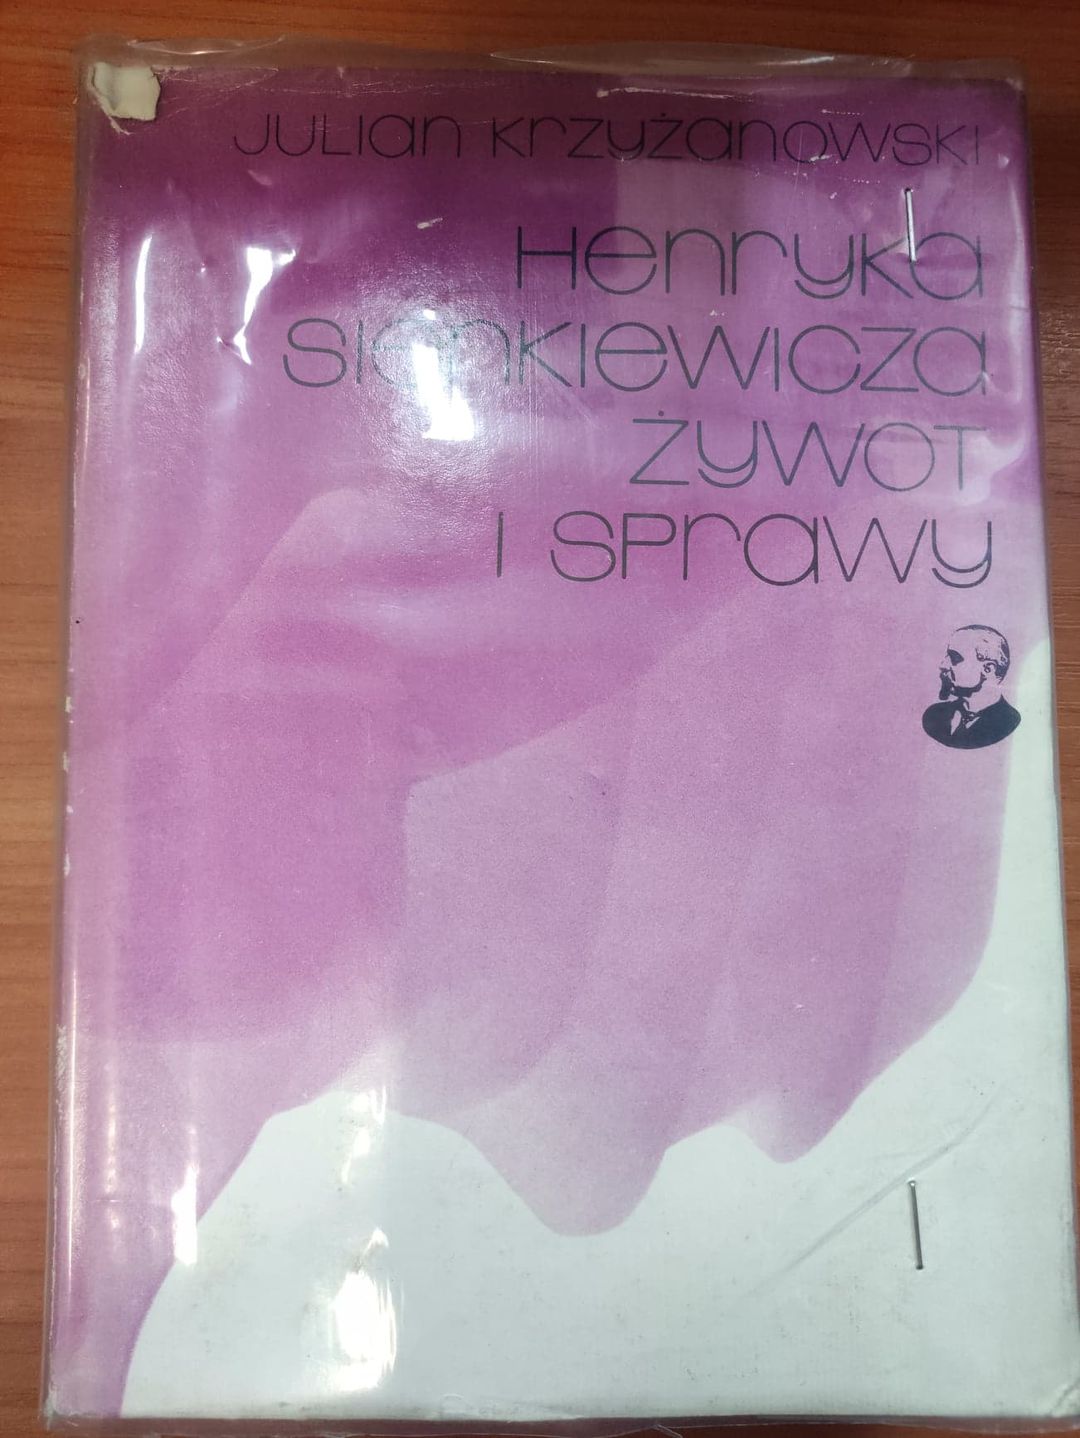 Julian Krzyżanowski
Henryka
Sienkiewicza
Żywot
i sprawy